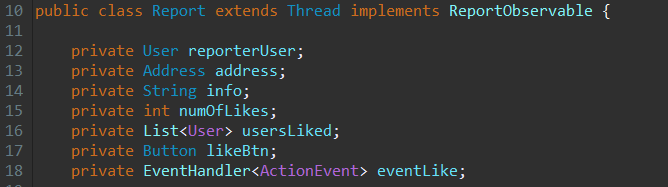 10 public class Report extends Thread implements ReportObservable {
11
12 private User reporterUser;
13 private Address address;
14 private String info;
15 private int numOfLikes;
16 private List<User> usersLiked;
17 private Button likeBtn;
18 private EventHandler<ActionEvent> eventLike;